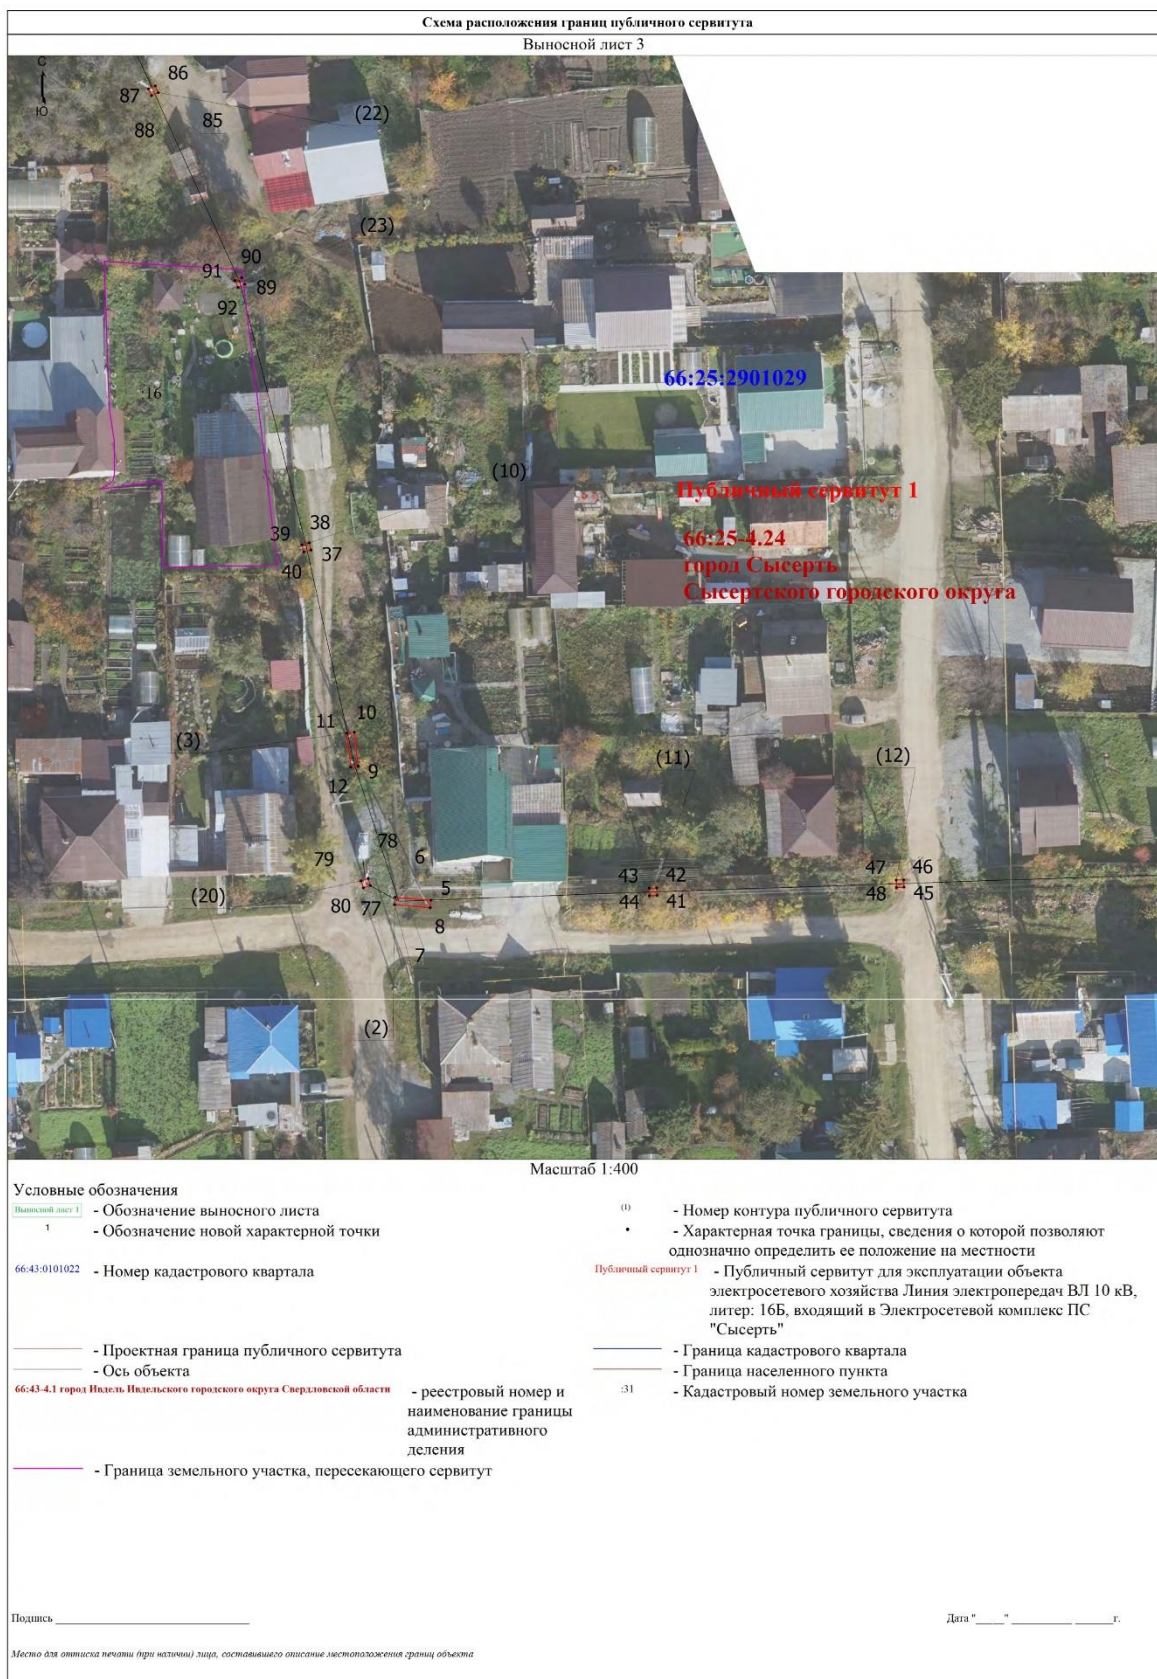 Схема расположения границ публичного сервитута
Выносной лист 3
С
Ю
86
87
88
85
(22)
(23)
90
91
89
92
66:25:2901029
:16
(10)
Публичный сервитут 1
38
39
37
40
66:25-4.24
город Сысерть
Сысертского городского округа
10
11
(3)
9
12
(11)
(12)
78
79
6
43
42
47
46
5
44
41
48
45
(20)
80
77
8
7
(2)
Масштаб 1:400
Условные обозначения
Выносной лист 1 - Обозначение выносного листа
1 - Обозначение новой характерной точки
66:43:0101022 - Номер кадастрового квартала
- Проектная граница публичного сервитута
- Ось объекта
66:43-4.1 город Ивдель Ивдельского городского округа Свердловской области - реестровый номер и
наименование границы
административного
деления
- Граница земельного участка, пересекающего сервитут
(1) - Номер контура публичного сервитута
- Характерная точка границы, сведения о которой позволяют
однозначно определить ее положение на местности
Публичный сервитут 1 - Публичный сервитут для эксплуатации объекта
электросетевого хозяйства Линия электропередач ВЛ 10 кВ,
литер: 16Б, входящий в Электросетевой комплекс ПС
"Сысерть"
- Граница кадастрового квартала
- Граница населенного пункта
:31 - Кадастровый номер земельного участка
Подпись ______________________________
Дата "_____" ___________ _______г.
Место для оттиска печати (при наличии) лица, составившего описание местоположения границ объекта